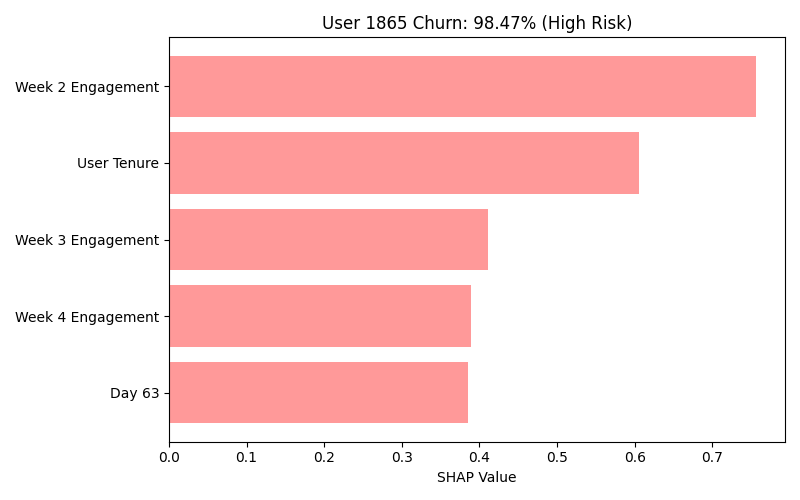 User 1865 Churn: 98.47% (High Risk)
Week 2 Engagement
User Tenure
Week 3 Engagement
Week 4 Engagement
Day 63
0.0 0.1 0.2 0.3 0.4 0.5 0.6 0.7
SHAP Value